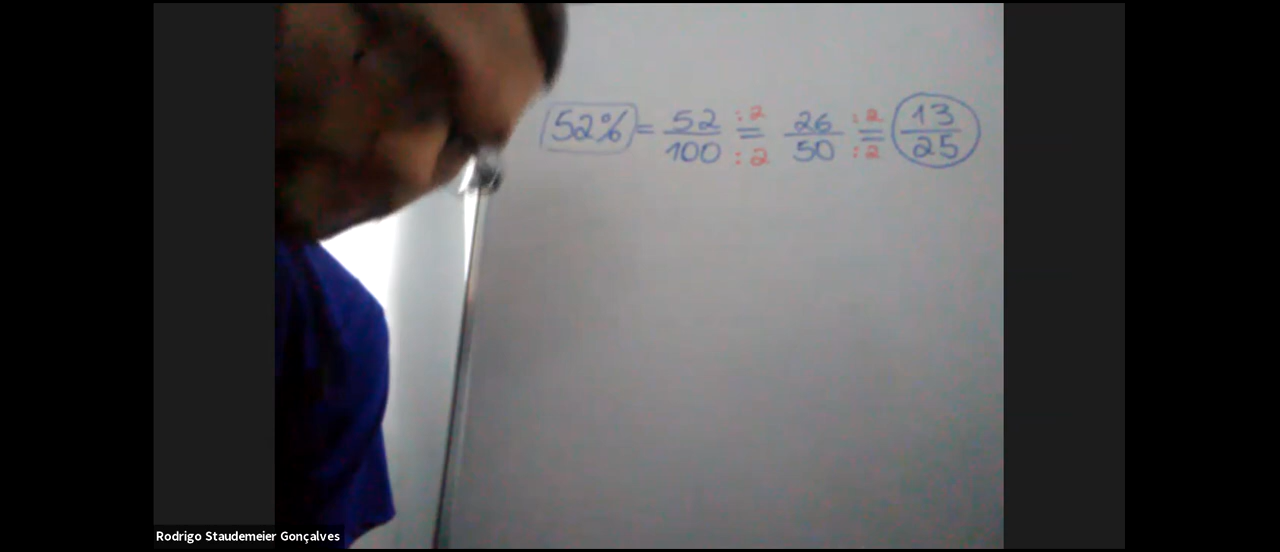 52% = 52/100 :2 = :2 26/50 :2 = :2 13/25
Rodrigo Staudemeier Gonçalves